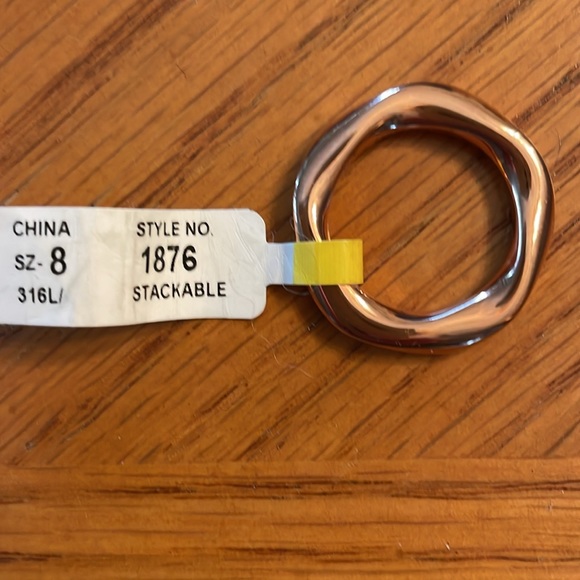 CHINA
SZ- 8
316L/
STYLE NO.
1876
STACKABLE